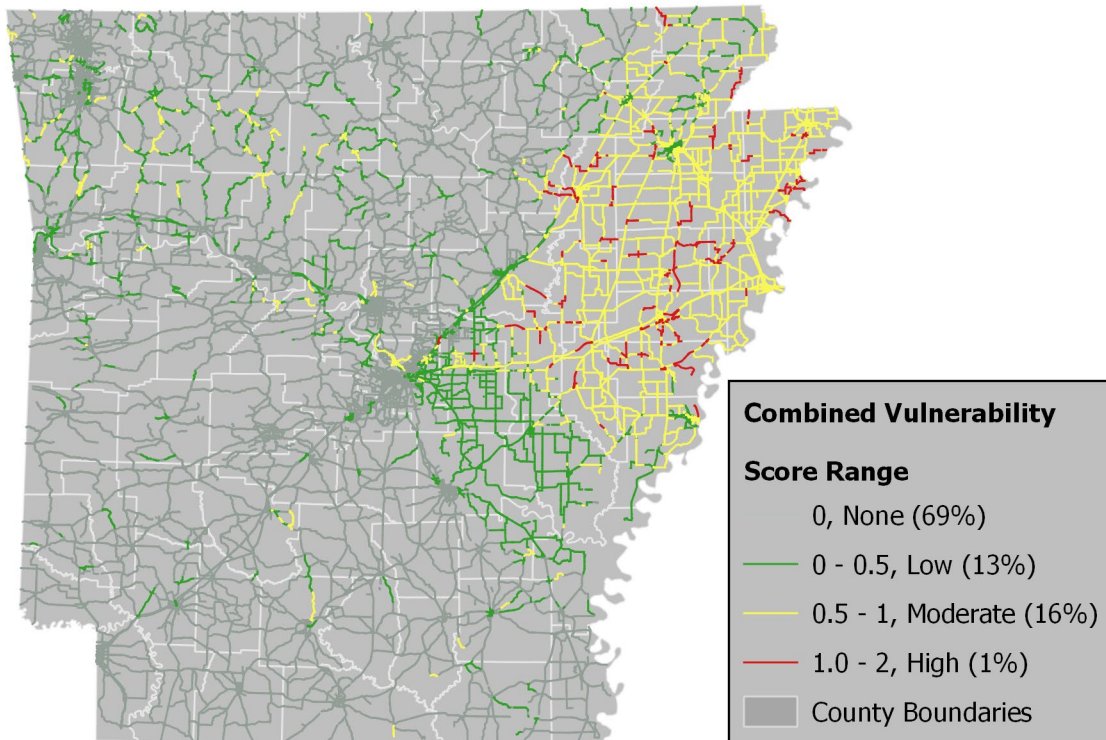 Combined Vulnerability
Score Range
0, None (69%)
0 - 0.5, Low (13%)
0.5 - 1, Moderate (16%)
1.0 - 2, High (1%)
County Boundaries